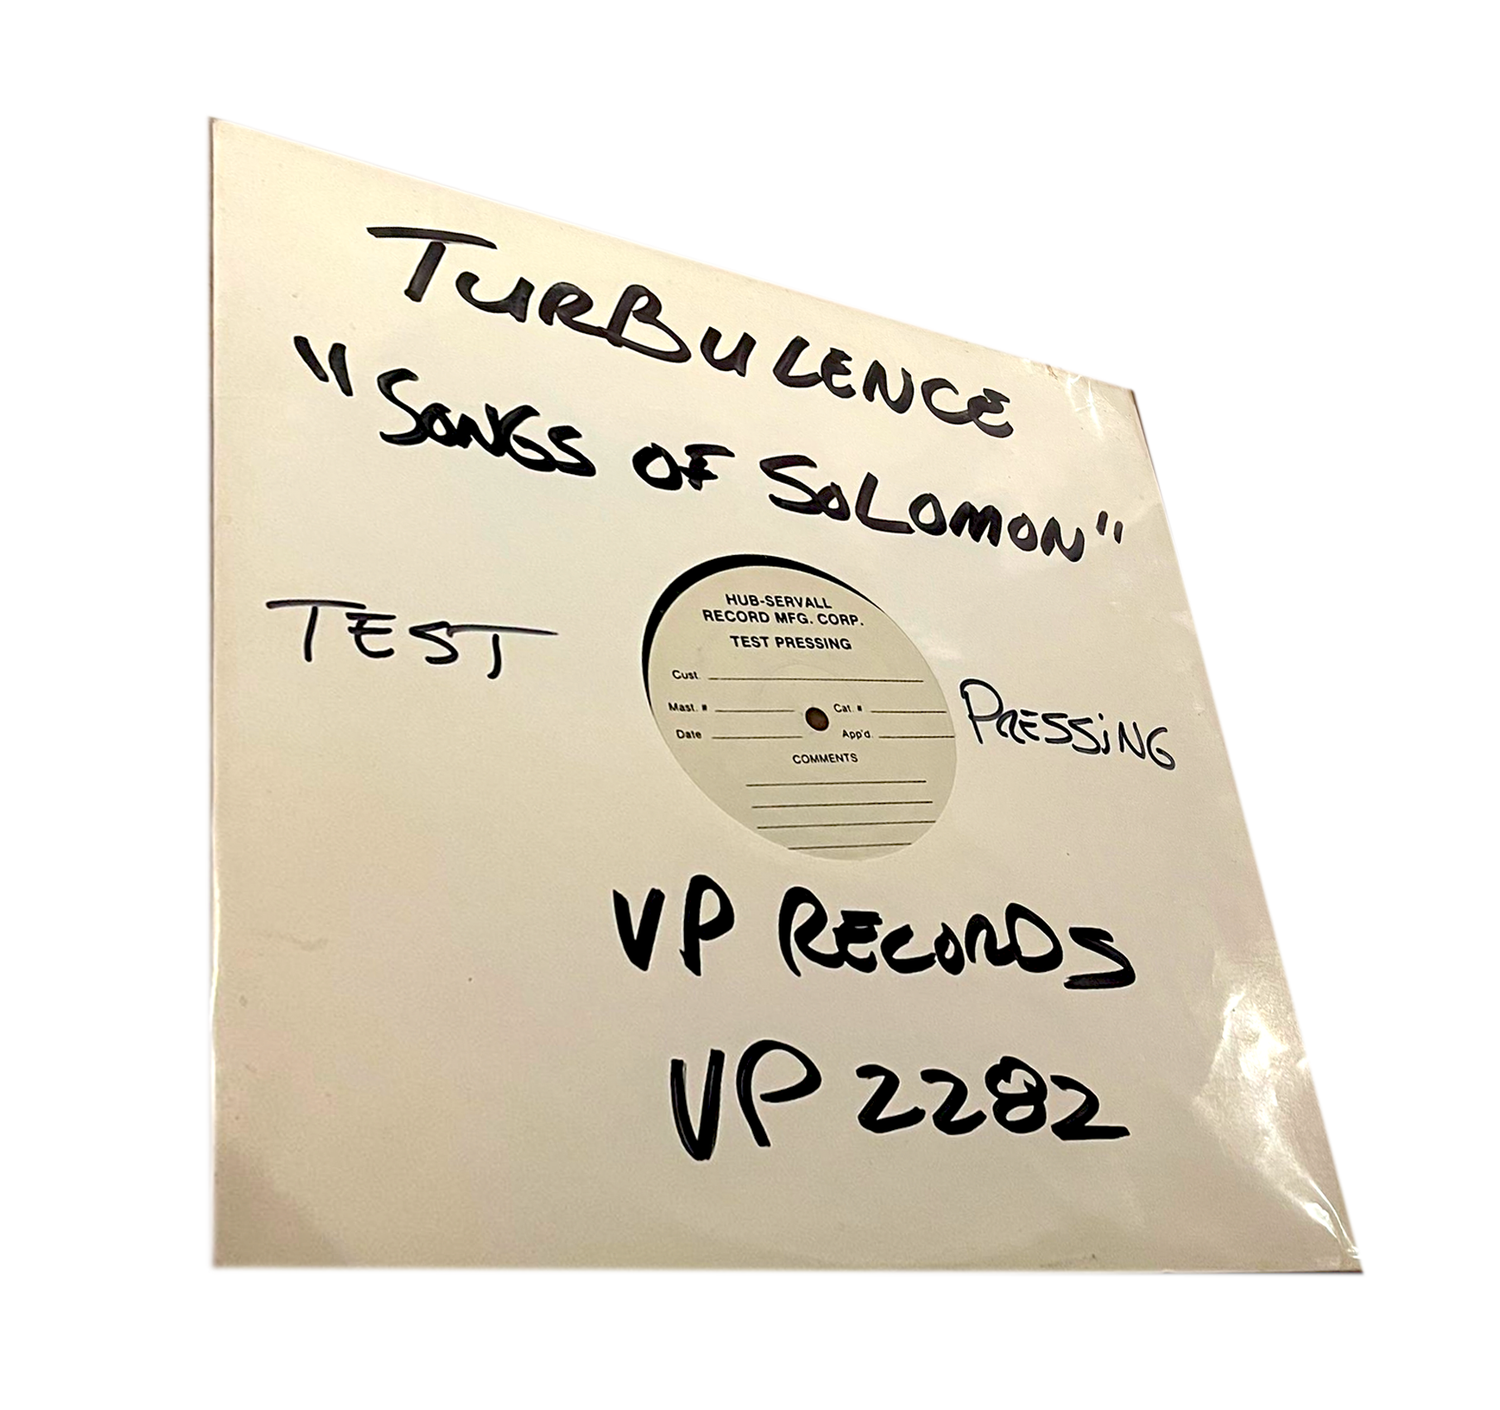 TURBULENCE
"SONGS OF SOLOMON"
TEST PRESSING
HUB-SERVALL
RECORD MFG. CORP.
TEST PRESSING
Cust.
Mast. # Cat. #
Date App'd.
COMMENTS
VP RECORDS
VP 2282